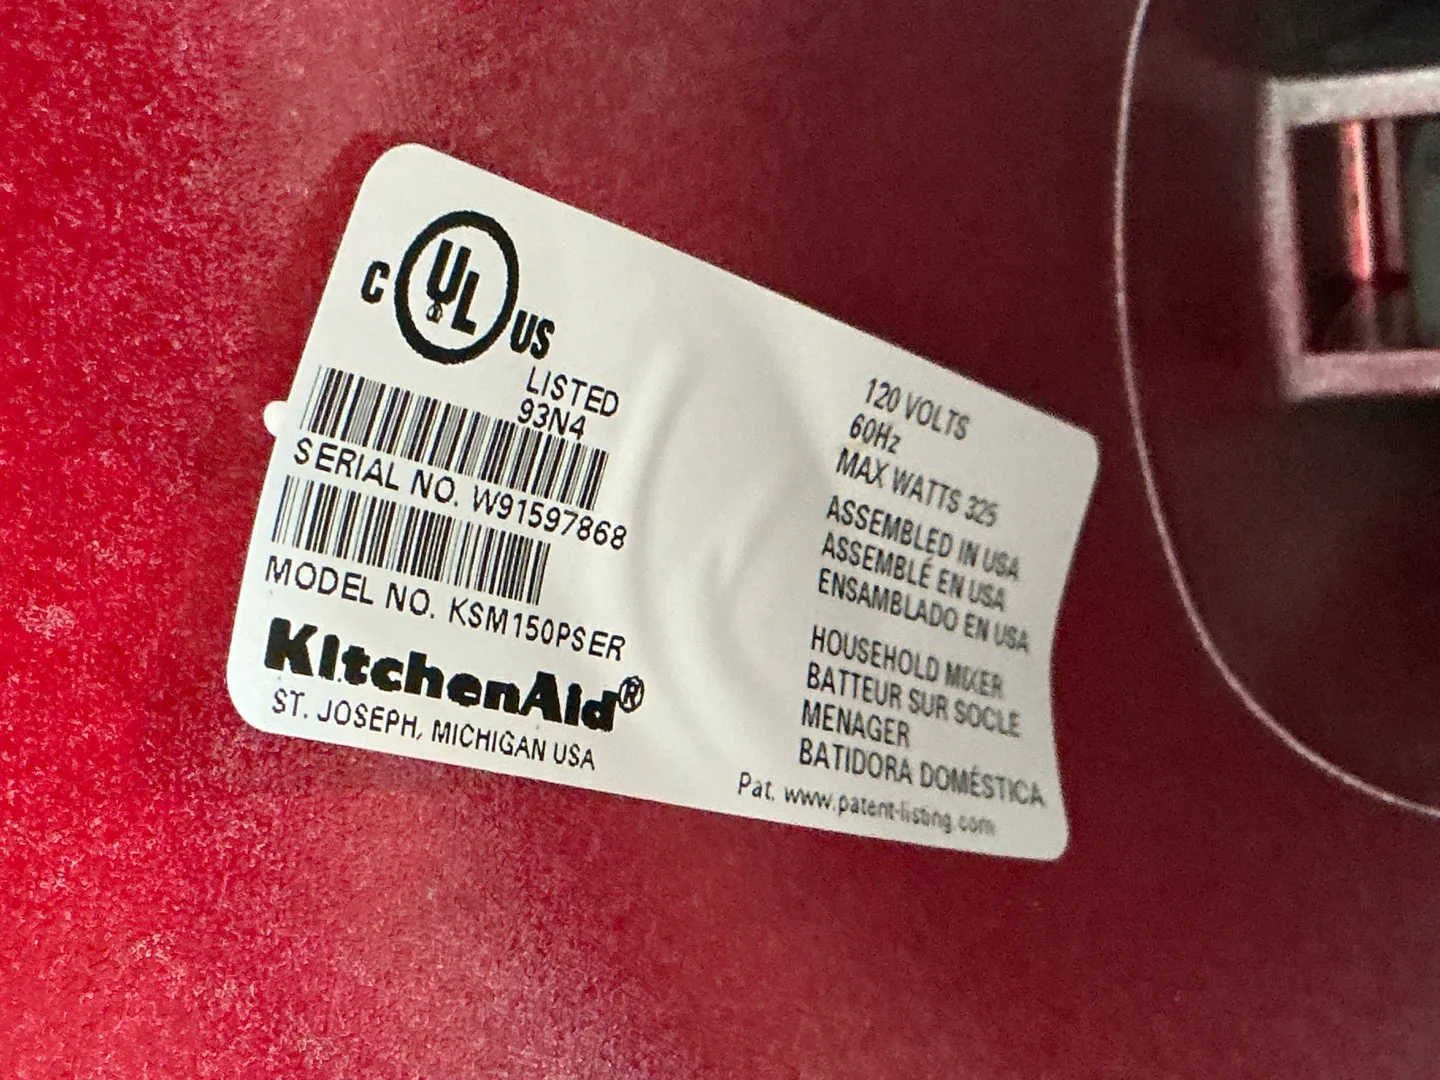 C UL US
®
LISTED
93N4
SERIAL NO. W91597868
MODEL NO. KSM150PSER
KitchenAid®
ST. JOSEPH, MICHIGAN USA
120 VOLTS
60Hz
MAX WATTS 325
ASSEMBLED IN USA
ASSEMBLÉ EN USA
ENSAMBLADO EN USA
HOUSEHOLD MIXER
BATTEUR SUR SOCLE
MENAGER
BATIDORA DOMÉSTICA
Pat. www.patent-listing.com